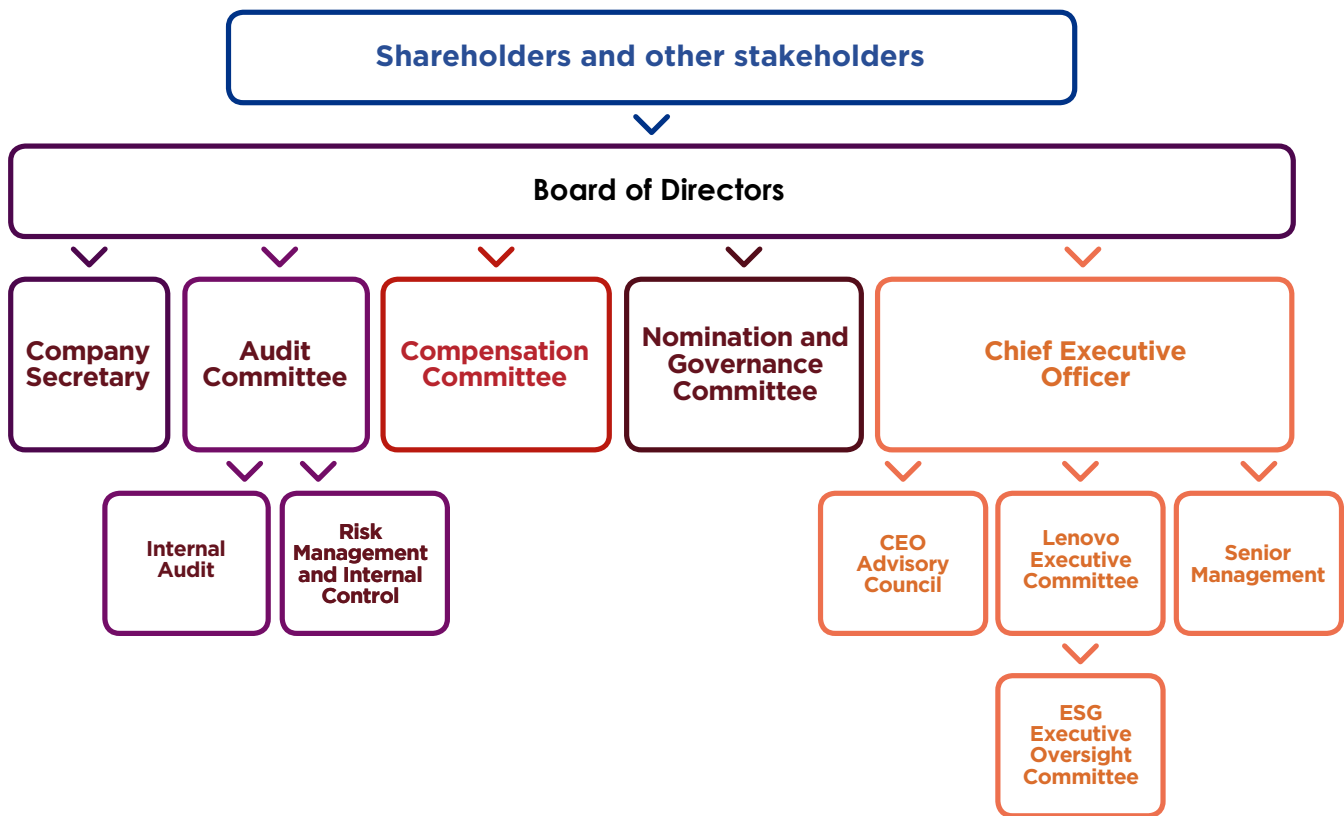 Shareholders and other stakeholders
Board of Directors
Company
Secretary
Audit
Committee
Compensation
Committee
Nomination and
Governance
Committee
Chief Executive
Officer
Internal
Audit
Risk
Management
and Internal
Control
CEO
Advisory
Council
Lenovo
Executive
Committee
Senior
Management
ESG
Executive
Oversight
Committee